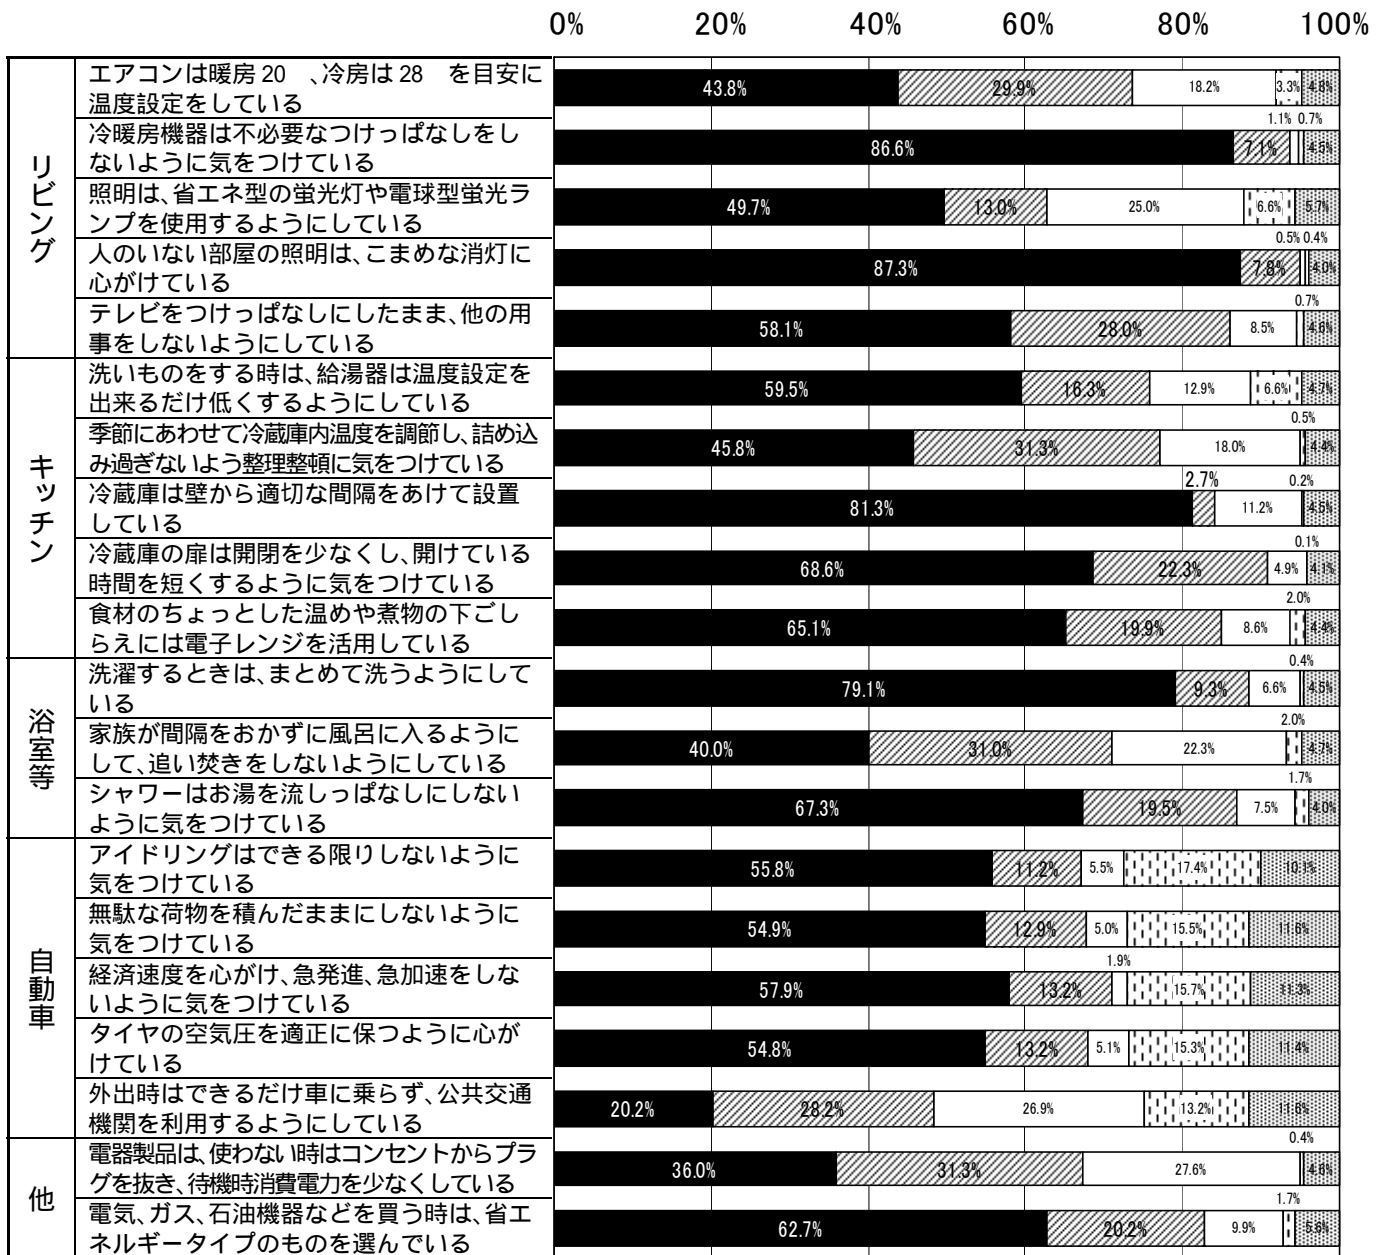 0% 20% 40% 60% 80% 100%
リビング
エアコンは暖房20　、冷房は28　を目安に
温度設定をしている
43.8% 29.9% 18.2% 3.3% 4.8%
冷暖房機器は不必要なつけっぱなしをし
ないように気をつけている
1.1% 0.7%
86.6% 7.1% 4.5%
照明は、省エネ型の蛍光灯や電球型蛍光ラ
ンプを使用するようにしている
49.7% 13.0% 25.0% 6.6% 5.7%
人のいない部屋の照明は、こまめな消灯に
心がけている
0.5% 0.4%
87.3% 7.8% 4.0%
テレビをつけっぱなしにしたまま、他の用
事をしないようにしている
0.7%
58.1% 28.0% 8.5% 4.6%
キッチン
洗いものをする時は、給湯器は温度設定を
出来るだけ低くするようにしている
59.5% 16.3% 12.9% 6.6% 4.7%
季節にあわせて冷蔵庫内温度を調節し、詰め込
み過ぎないよう整理整頓に気をつけている
0.5%
45.8% 31.3% 18.0% 4.4%
冷蔵庫は壁から適切な間隔をあけて設置
している
2.7% 0.2%
81.3% 11.2% 4.5%
冷蔵庫の扉は開閉を少なくし、開けている
時間を短くするように気をつけている
0.1%
68.6% 22.3% 4.9% 4.1%
食材のちょっとした温めや煮物の下ごし
らえには電子レンジを活用している
2.0%
65.1% 19.9% 8.6% 4.4%
浴室等
洗濯するときは、まとめて洗うようにして
いる
0.4%
79.1% 9.3% 6.6% 4.5%
家族が間隔をおかずに風呂に入るように
して、追い焚きをしないようにしている
2.0%
40.0% 31.0% 22.3% 4.7%
シャワーはお湯を流しっぱなしにしない
ように気をつけている
1.7%
67.3% 19.5% 7.5% 4.0%
自動車
アイドリングはできる限りしないように
気をつけている
55.8% 11.2% 5.5% 17.4% 10.1%
無駄な荷物を積んだままにしないように
気をつけている
54.9% 12.9% 5.0% 15.5% 11.6%
経済速度を心がけ、急発進、急加速をしな
いように気をつけている
1.9%
57.9% 13.2% 15.7% 11.3%
タイヤの空気圧を適正に保つように心が
けている
54.8% 13.2% 5.1% 15.3% 11.4%
外出時はできるだけ車に乗らず、公共交通
機関を利用するようにしている
20.2% 28.2% 26.9% 13.2% 11.6%
他
電器製品は、使わない時はコンセントからプラ
グを抜き、待機時消費電力を少なくしている
0.4%
36.0% 31.3% 27.6% 4.6%
電気、ガス、石油機器などを買う時は、省エ
ネルギータイプのものを選んでいる
1.7%
62.7% 20.2% 9.9% 5.6%